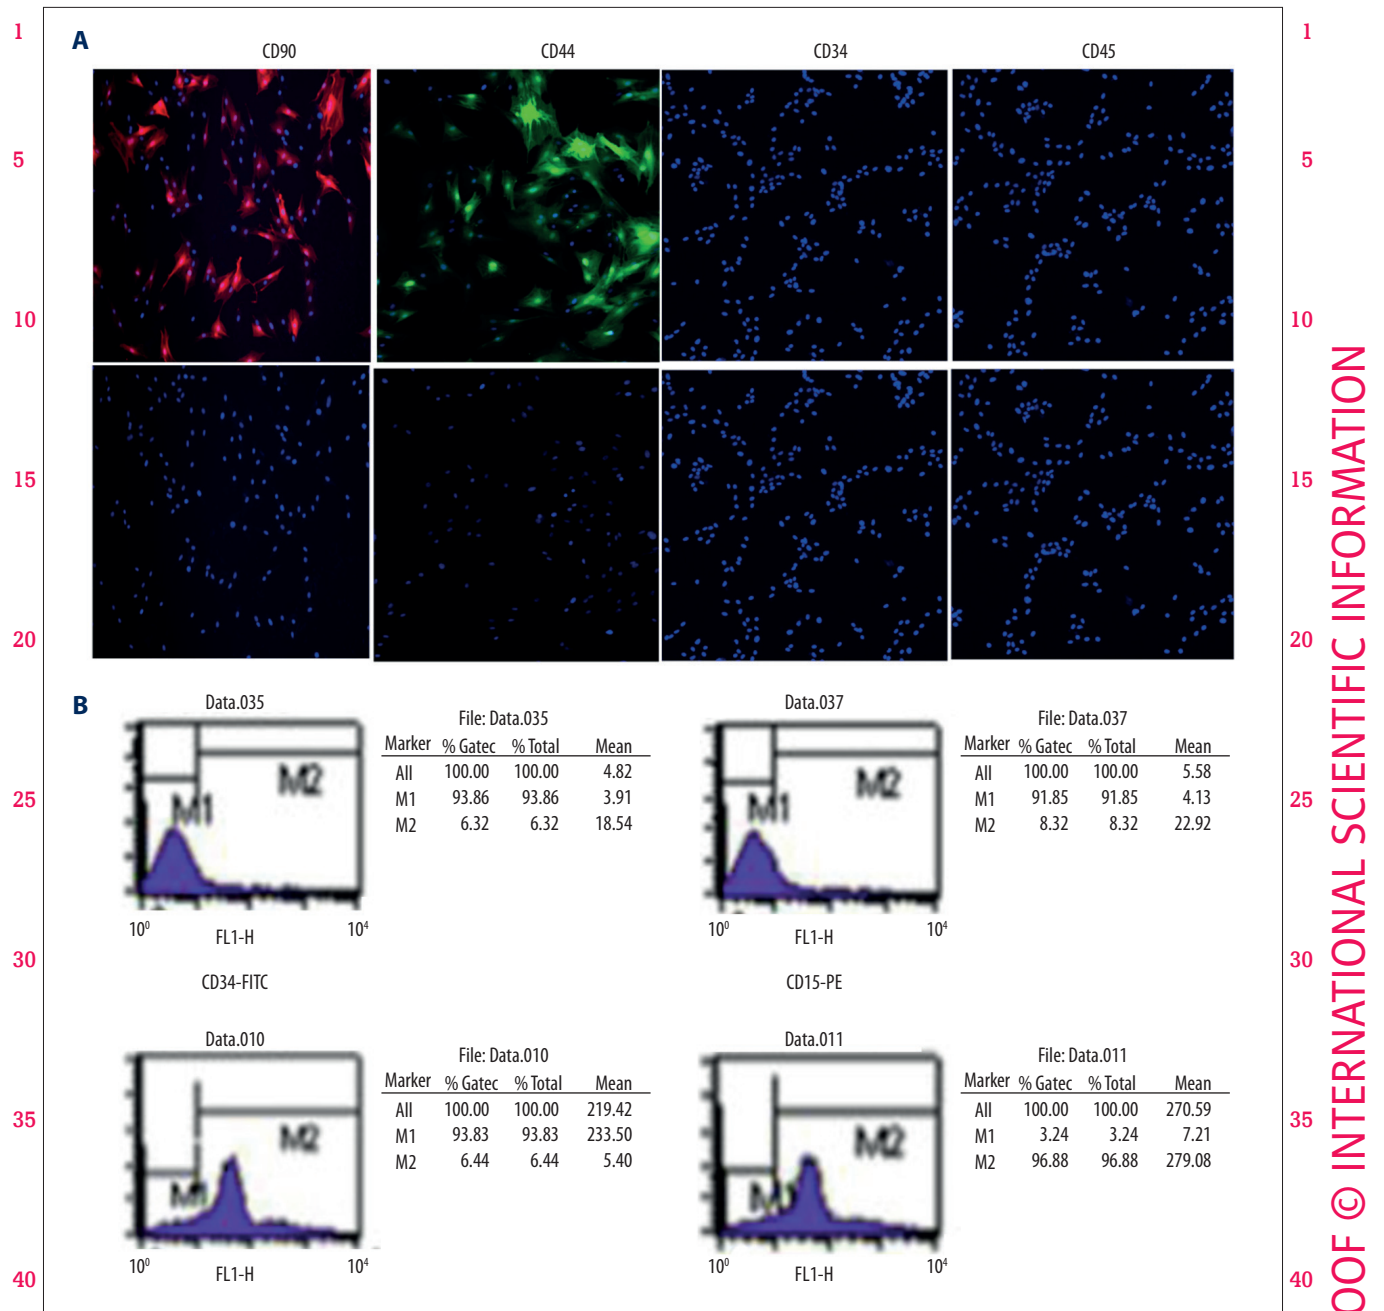 A
CD90 CD44 CD34 CD45
B
Data.035
M1 M2
10⁰ 10⁴
FL1-H
CD34-FITC
File: Data.035
Marker % Gatec % Total Mean
All 100.00 100.00 4.82
M1 93.86 93.86 3.91
M2 6.32 6.32 18.54
Data.037
M1 M2
10⁰ 10⁴
FL1-H
CD15-PE
File: Data.037
Marker % Gatec % Total Mean
All 100.00 100.00 5.58
M1 91.85 91.85 4.13
M2 8.32 8.32 22.92
Data.010
M1 M2
10⁰ 10⁴
FL1-H
File: Data.010
Marker % Gatec % Total Mean
All 100.00 100.00 219.42
M1 93.83 93.83 233.50
M2 6.44 6.44 5.40
Data.011
M1 M2
10⁰ 10⁴
FL1-H
File: Data.011
Marker % Gatec % Total Mean
All 100.00 100.00 270.59
M1 3.24 3.24 7.21
M2 96.88 96.88 279.08
1 1
5 5
10 10
15 15
20 20
25 25
30 30
35 35
40 40
OOF © INTERNATIONAL SCIENTIFIC INFORMATION